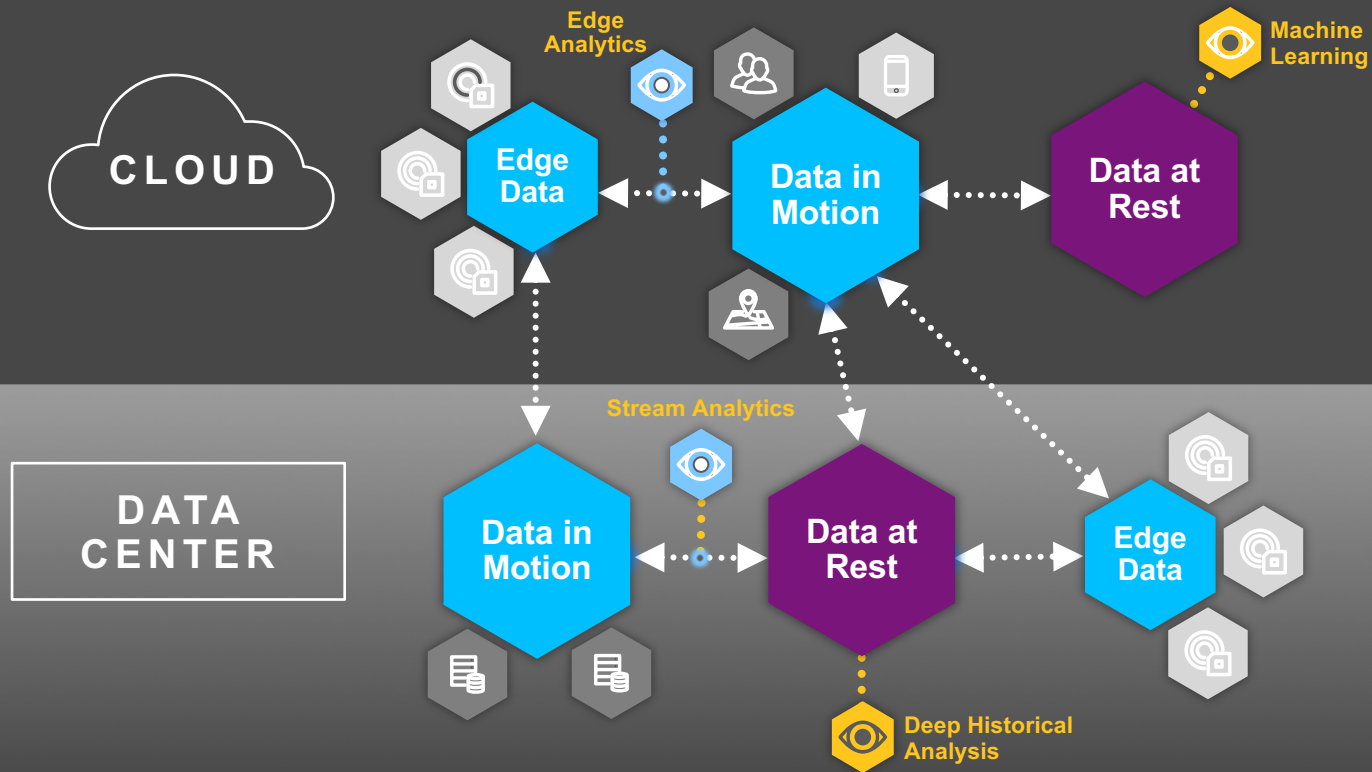 Edge
Analytics
Machine
Learning
CLOUD
Edge
Data
Data in
Motion
Data at
Rest
Stream Analytics
DATA
CENTER
Data in
Motion
Data at
Rest
Edge
Data
Deep Historical
Analysis